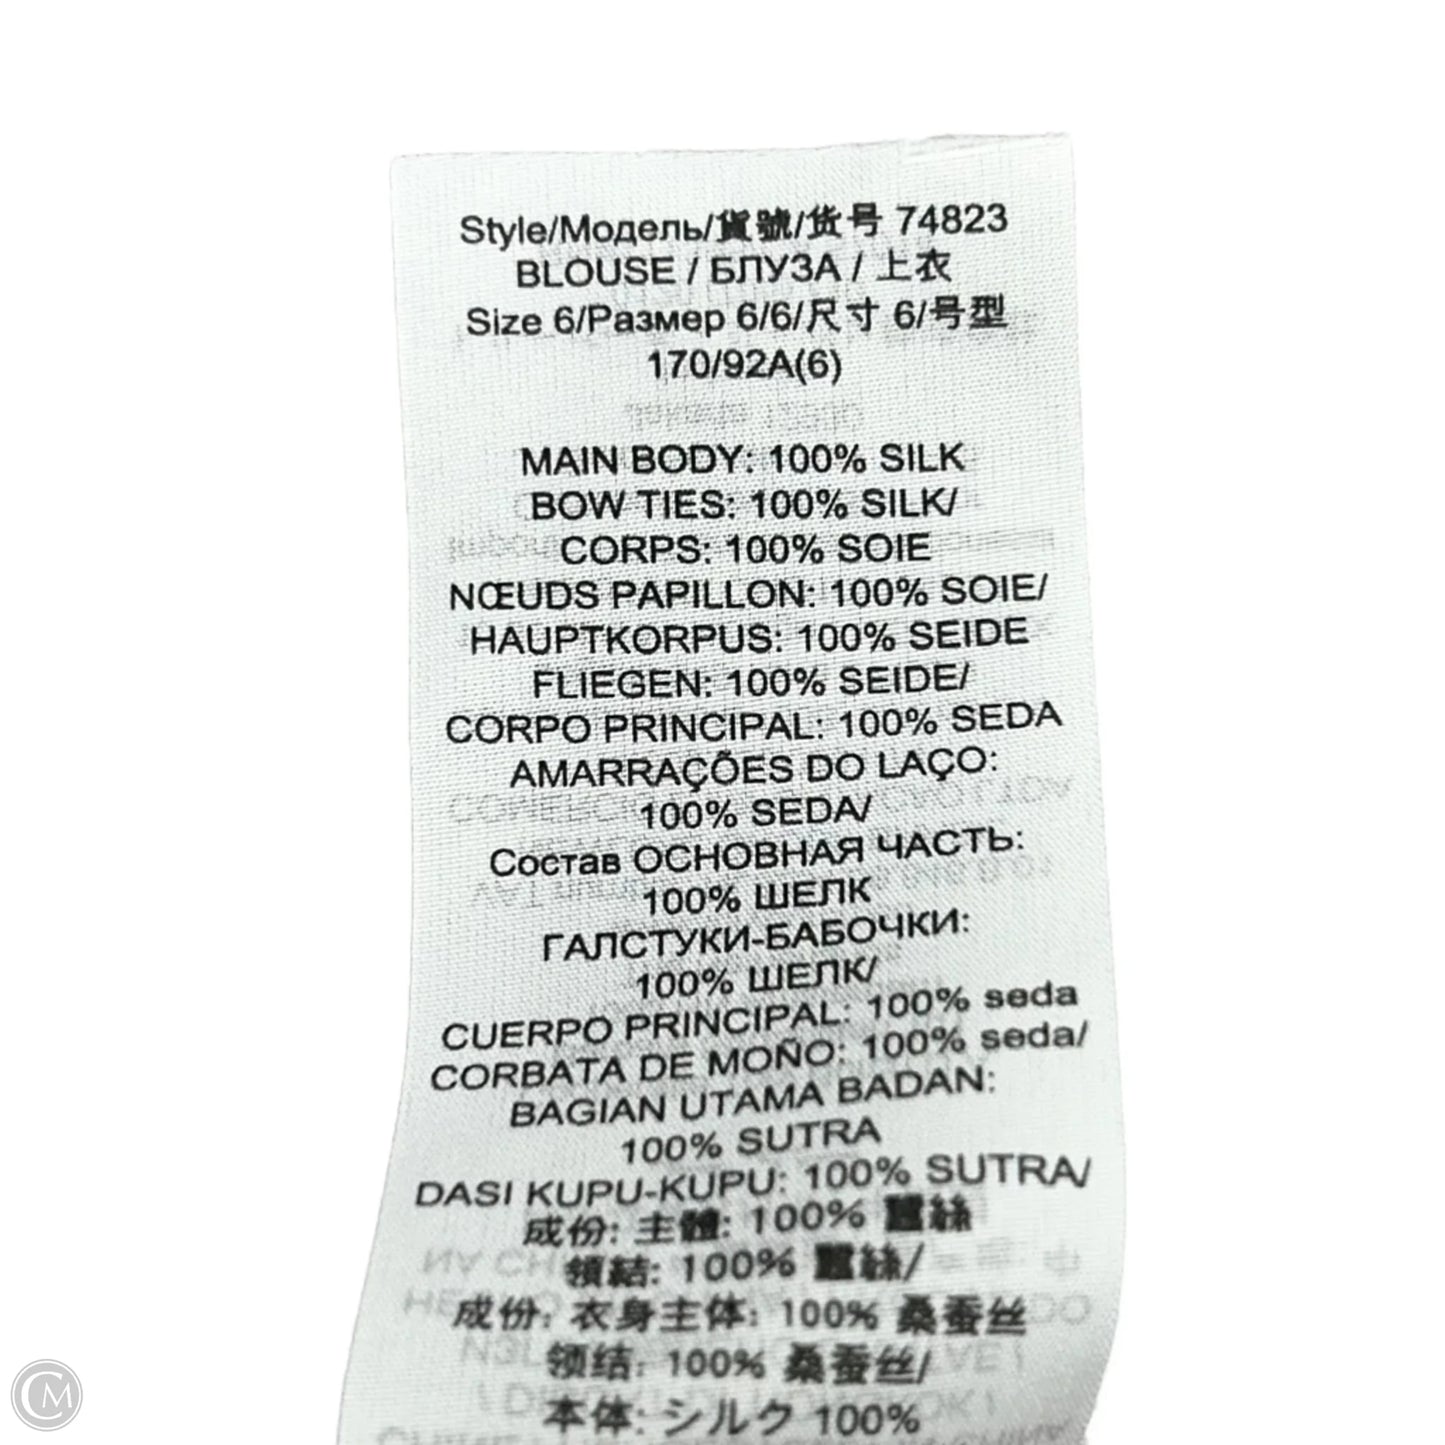 Style/Модель/貨號/货号 74823
BLOUSE / БЛУЗА / 上衣
Size 6/Размер 6/6/尺寸 6/号型
170/92A(6)
MAIN BODY: 100% SILK
BOW TIES: 100% SILK/
CORPS: 100% SOIE
NŒUDS PAPILLON: 100% SOIE/
HAUPTKORPUS: 100% SEIDE
FLIEGEN: 100% SEIDE/
CORPO PRINCIPAL: 100% SEDA
AMARRAÇÕES DO LAÇO:
100% SEDA/
Состав ОСНОВНАЯ ЧАСТЬ:
100% ШЕЛК
ГАЛСТУКИ-БАБОЧКИ:
100% ШЕЛК/
CUERPO PRINCIPAL: 100% seda
CORBATA DE MOÑO: 100% seda/
BAGIAN UTAMA BADAN:
100% SUTRA
DASI KUPU-KUPU: 100% SUTRA/
成份: 主體: 100% 蠶絲
領結: 100% 蠶絲/
成份: 衣身主体: 100% 桑蚕丝
领结: 100% 桑蚕丝/
本体: シルク 100%
CM